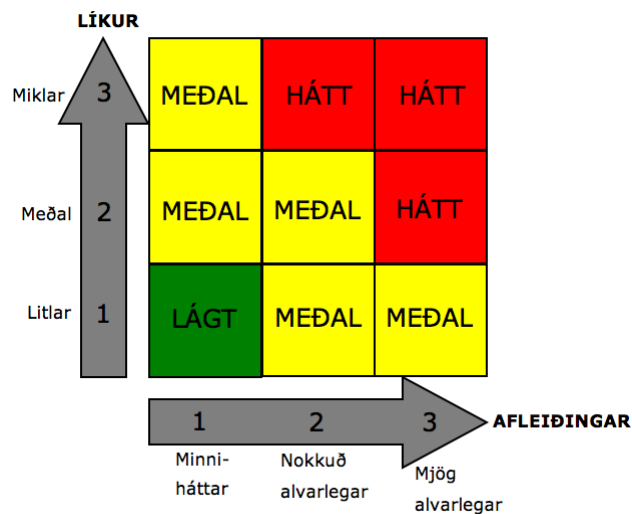 LÍKUR
Miklar 3 MEÐAL HÁTT HÁTT
Meðal 2 MEÐAL MEÐAL HÁTT
Litlar 1 LÁGT MEÐAL MEÐAL
1 2 3 AFLEIÐINGAR
Minni-
háttar
Nokkuð
alvarlegar
Mjög
alvarlegar